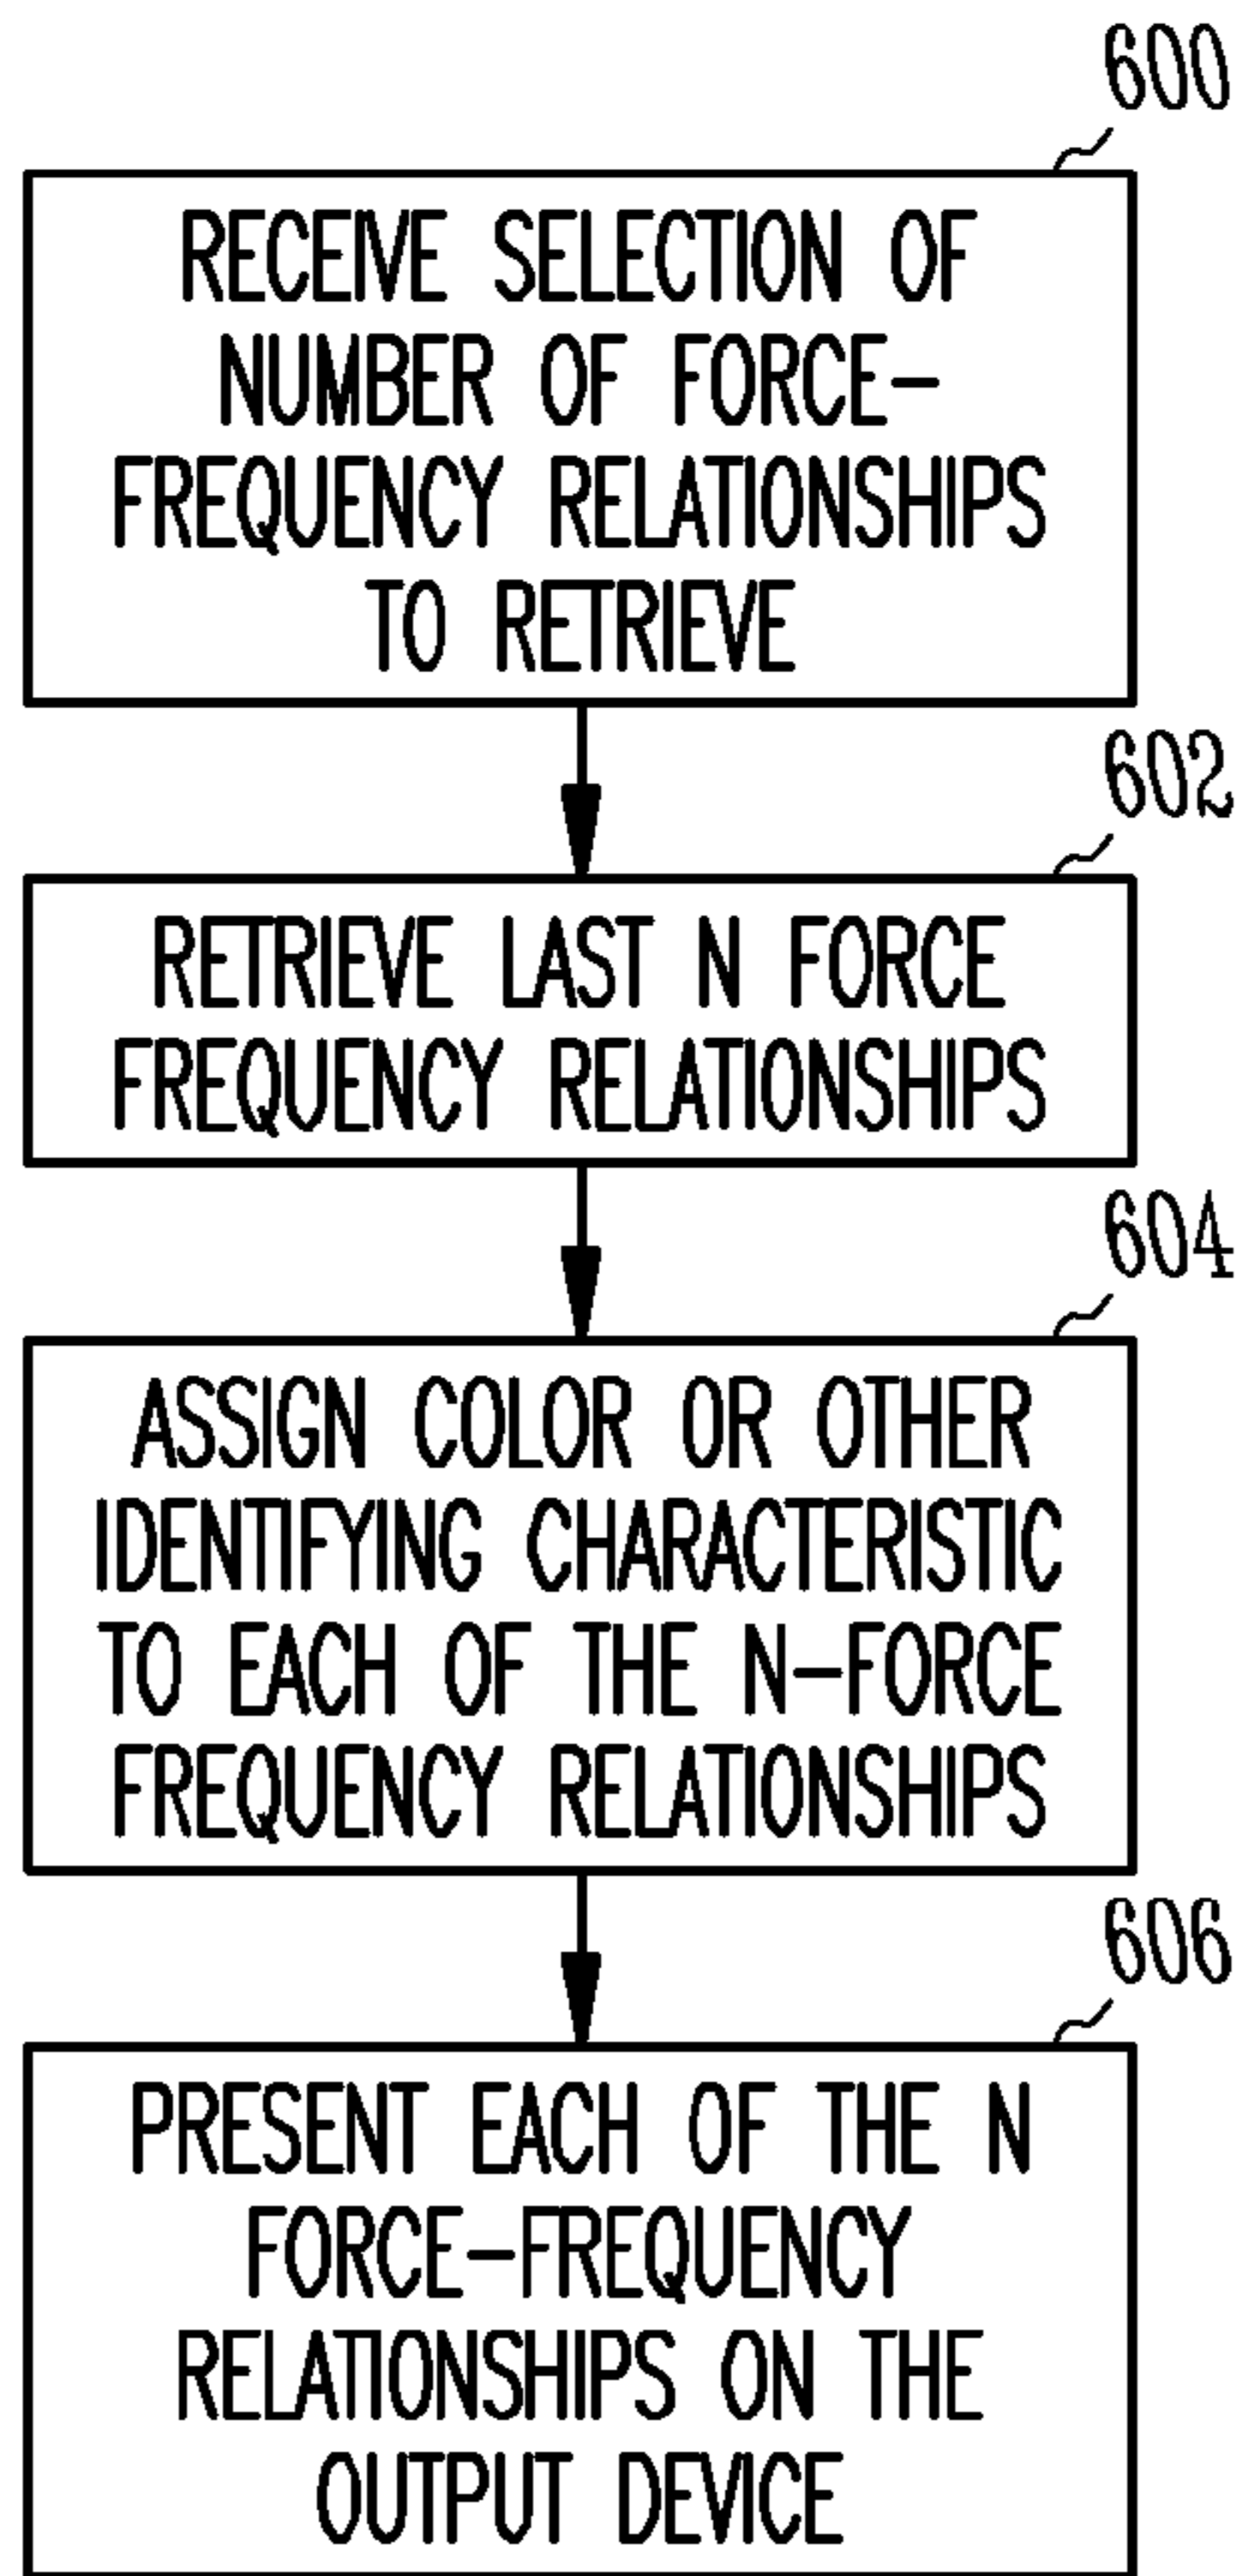 600
RECEIVE SELECTION OF
NUMBER OF FORCE-
FREQUENCY RELATIONSHIPS
TO RETRIEVE
602
RETRIEVE LAST N FORCE
FREQUENCY RELATIONSHIPS
604
ASSIGN COLOR OR OTHER
IDENTIFYING CHARACTERISTIC
TO EACH OF THE N-FORCE
FREQUENCY RELATIONSHIPS
606
PRESENT EACH OF THE N
FORCE-FREQUENCY
RELATIONSHIPS ON THE
OUTPUT DEVICE